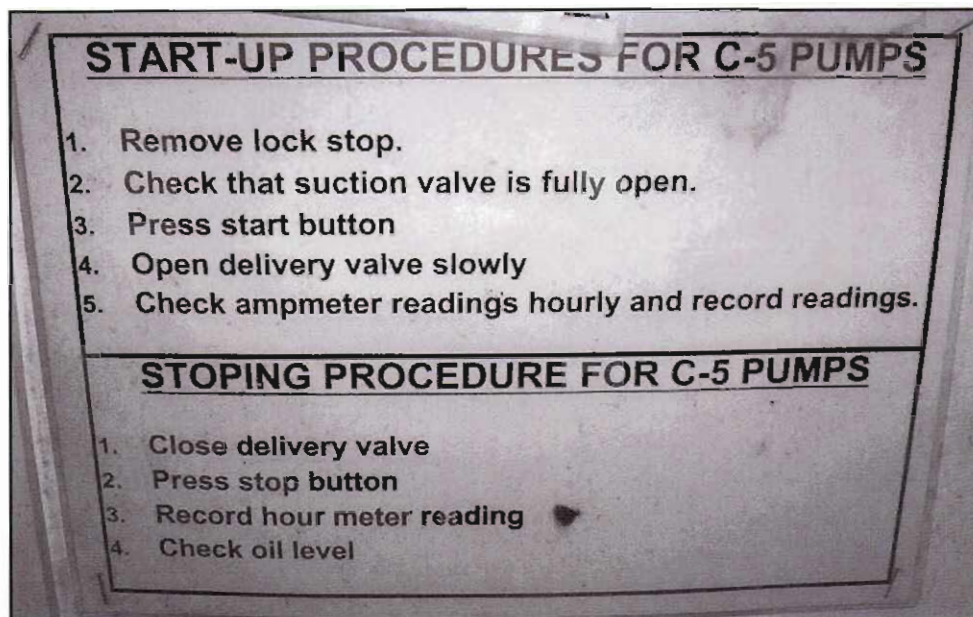 START-UP PROCEDURES FOR C-5 PUMPS
1. Remove lock stop.
2. Check that suction valve is fully open.
3. Press start button
4. Open delivery valve slowly
5. Check ampmeter readings hourly and record readings.
STOPING PROCEDURE FOR C-5 PUMPS
1. Close delivery valve
2. Press stop button
3. Record hour meter reading
4. Check oil level